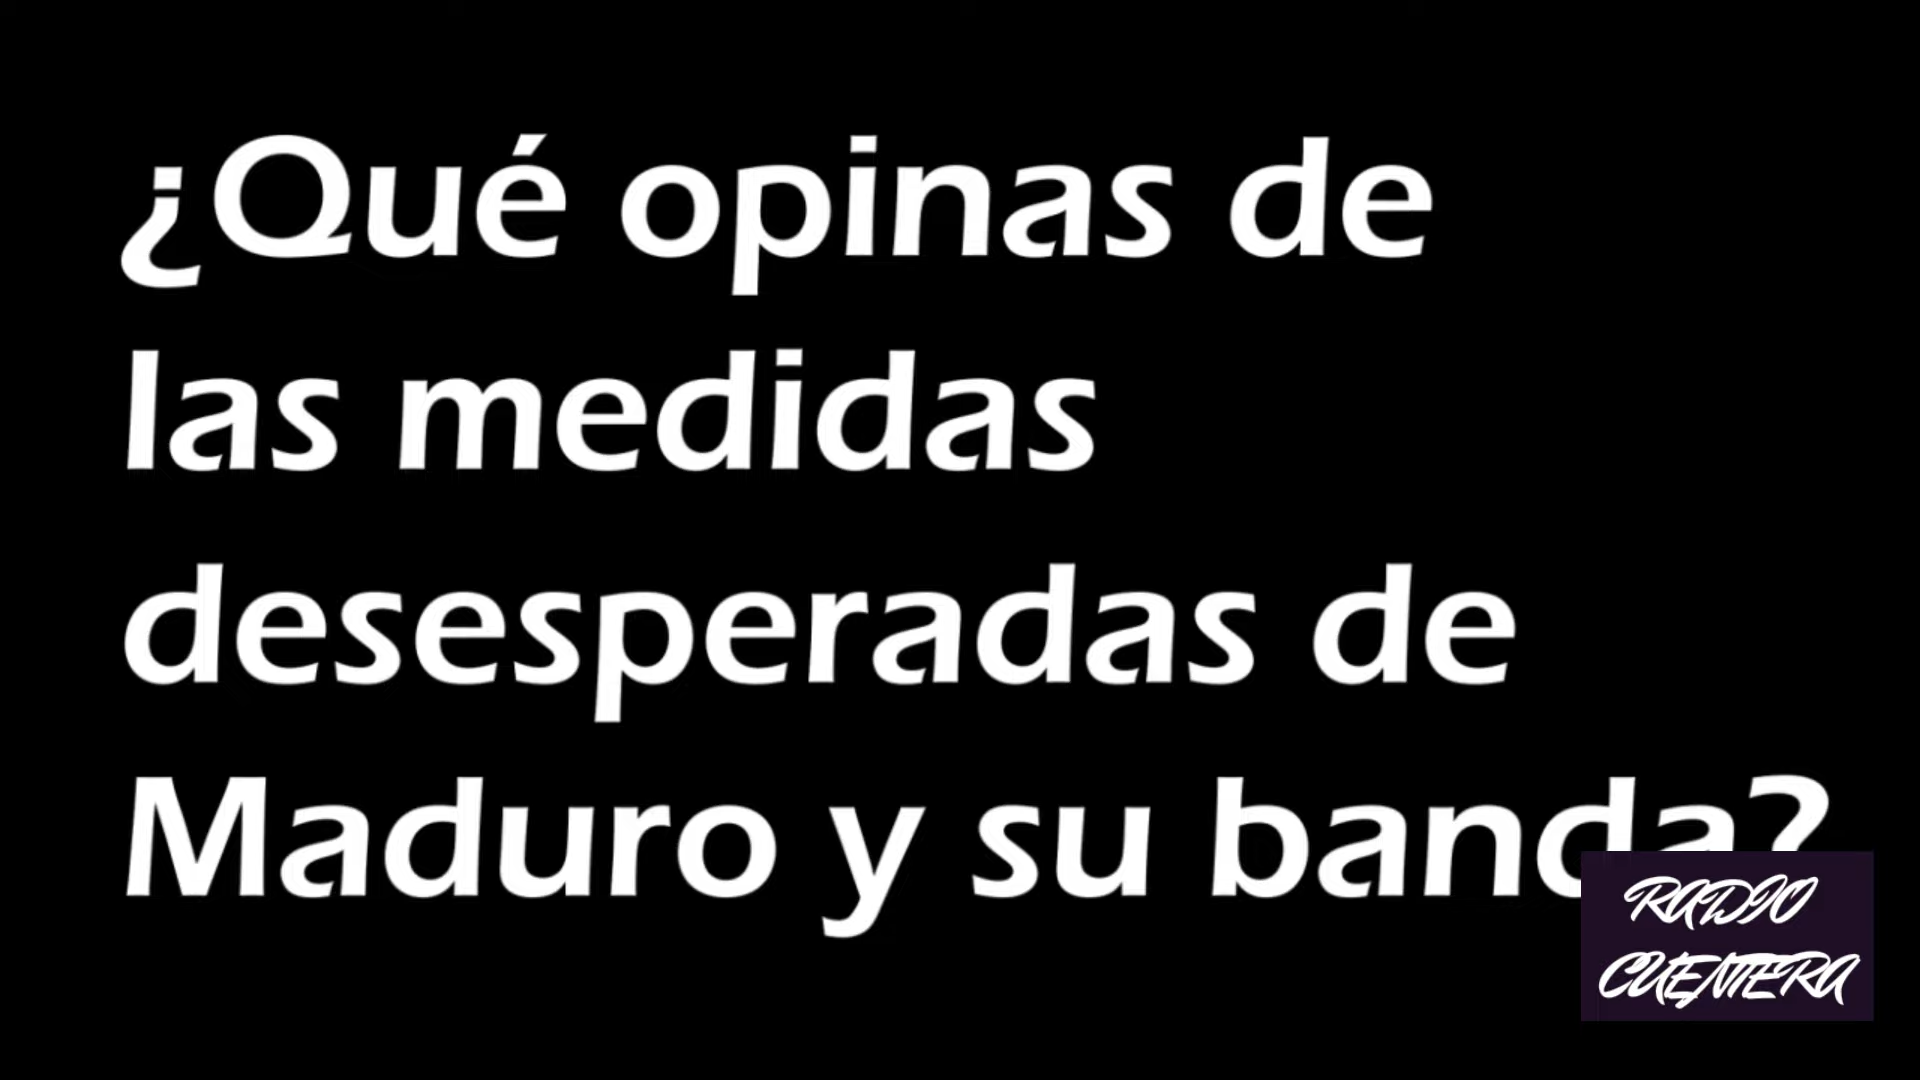 ¿Qué opinas de
las medidas
desesperadas de
Maduro y su banda?
RADIO
CUENTERA